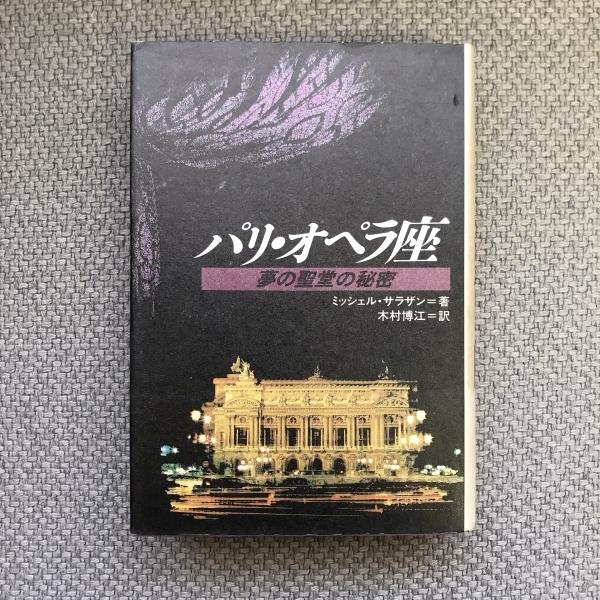 パリ・オペラ座
夢の聖堂の秘密
ミッシェル・サラザン＝著
木村博江＝訳